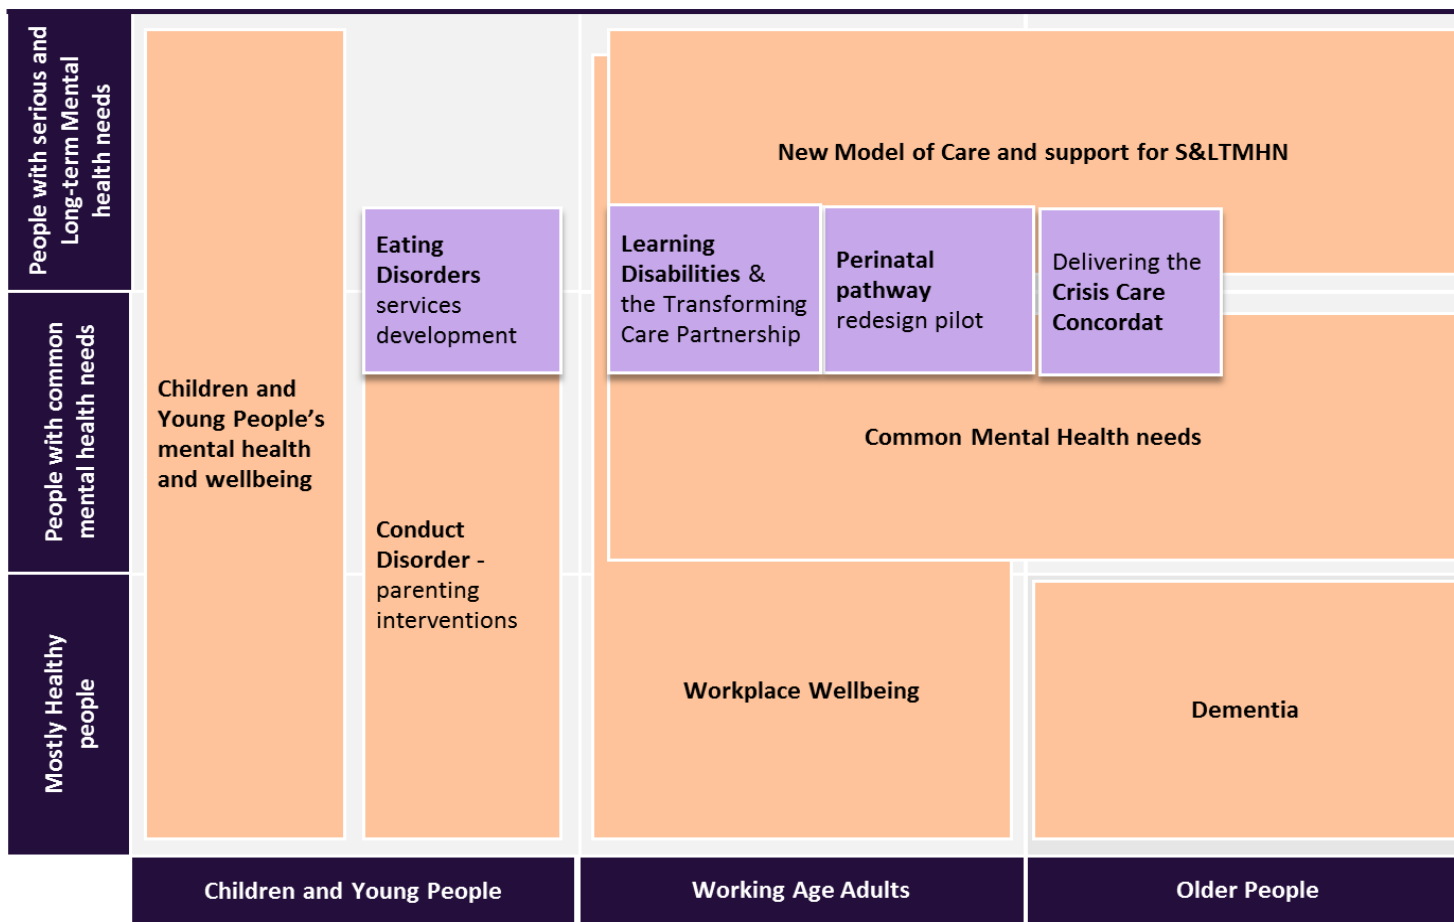 People with serious and
Long-term Mental
health needs
New Model of Care and support for S&LTMHN
Eating
Disorders
services
development
Learning
Disabilities &
the Transforming
Care Partnership
Perinatal
pathway
redesign pilot
Delivering the
Crisis Care
Concordat
People with common
mental health needs
Children and
Young People’s
mental health
and wellbeing
Common Mental Health needs
Conduct
Disorder -
parenting
interventions
Mostly Healthy
people
Workplace Wellbeing
Dementia
Children and Young People
Working Age Adults
Older People